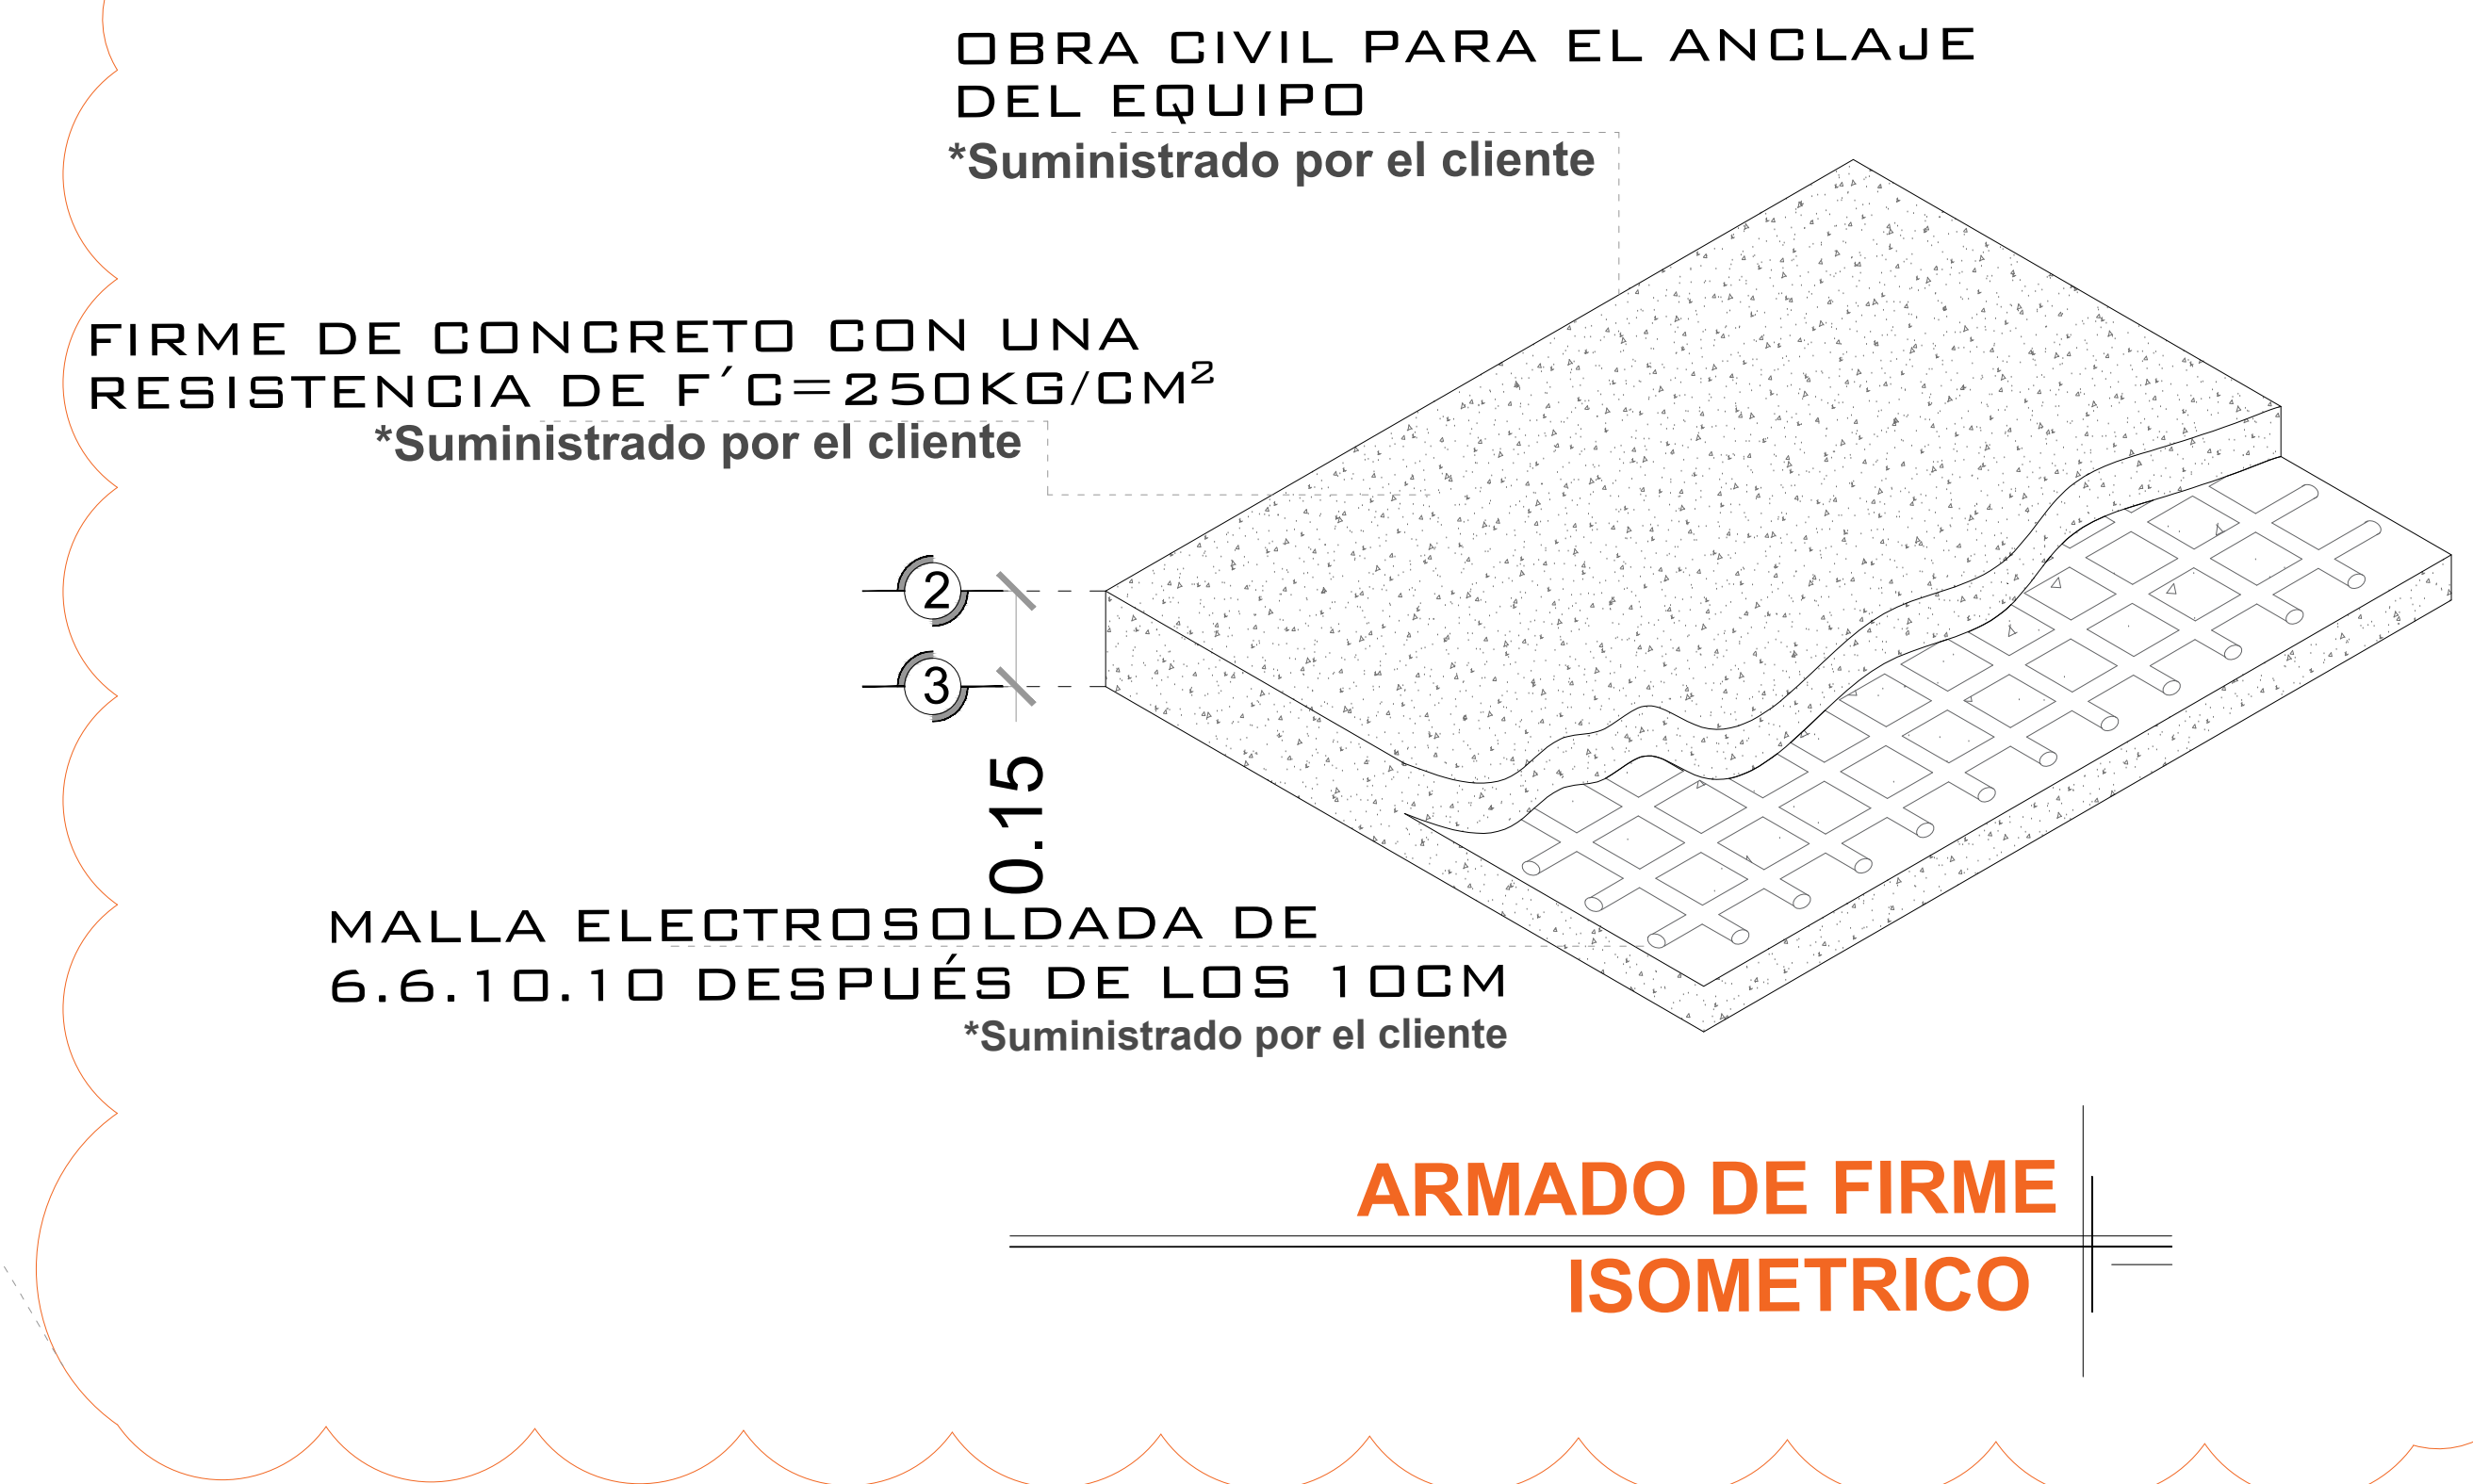 OBRA CIVIL PARA EL ANCLAJE
DEL EQUIPO
*Suministrado por el cliente
FIRME DE CONCRETO CON UNA
RESISTENCIA DE F´C=250KG/CM²
*Suministrado por el cliente
2
3
0.15
MALLA ELECTROSOLDADA DE
6.6.10.10 DESPUÉS DE LOS 10CM
*Suministrado por el cliente
ARMADO DE FIRME
ISOMETRICO